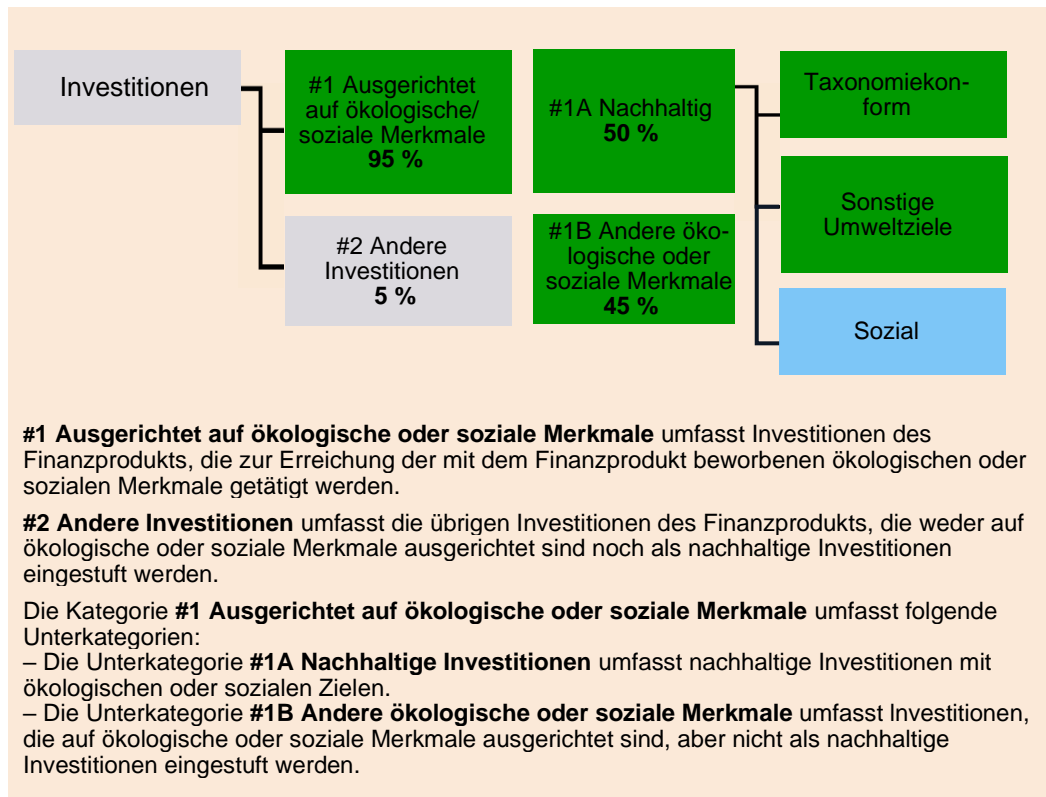 Investitionen
#1 Ausgerichtet
auf ökologische/
soziale Merkmale
95 %
#2 Andere
Investitionen
5 %
#1A Nachhaltig
50 %
#1B Andere öko-
logische oder
soziale Merkmale
45 %
Taxonomiekon-
form
Sonstige
Umweltziele
Sozial
#1 Ausgerichtet auf ökologische oder soziale Merkmale umfasst Investitionen des
Finanzprodukts, die zur Erreichung der mit dem Finanzprodukt beworbenen ökologischen oder
sozialen Merkmale getätigt werden.
#2 Andere Investitionen umfasst die übrigen Investitionen des Finanzprodukts, die weder auf
ökologische oder soziale Merkmale ausgerichtet sind noch als nachhaltige Investitionen
eingestuft werden.
Die Kategorie #1 Ausgerichtet auf ökologische oder soziale Merkmale umfasst folgende
Unterkategorien:
– Die Unterkategorie #1A Nachhaltige Investitionen umfasst nachhaltige Investitionen mit
ökologischen oder sozialen Zielen.
– Die Unterkategorie #1B Andere ökologische oder soziale Merkmale umfasst Investitionen,
die auf ökologische oder soziale Merkmale ausgerichtet sind, aber nicht als nachhaltige
Investitionen eingestuft werden.